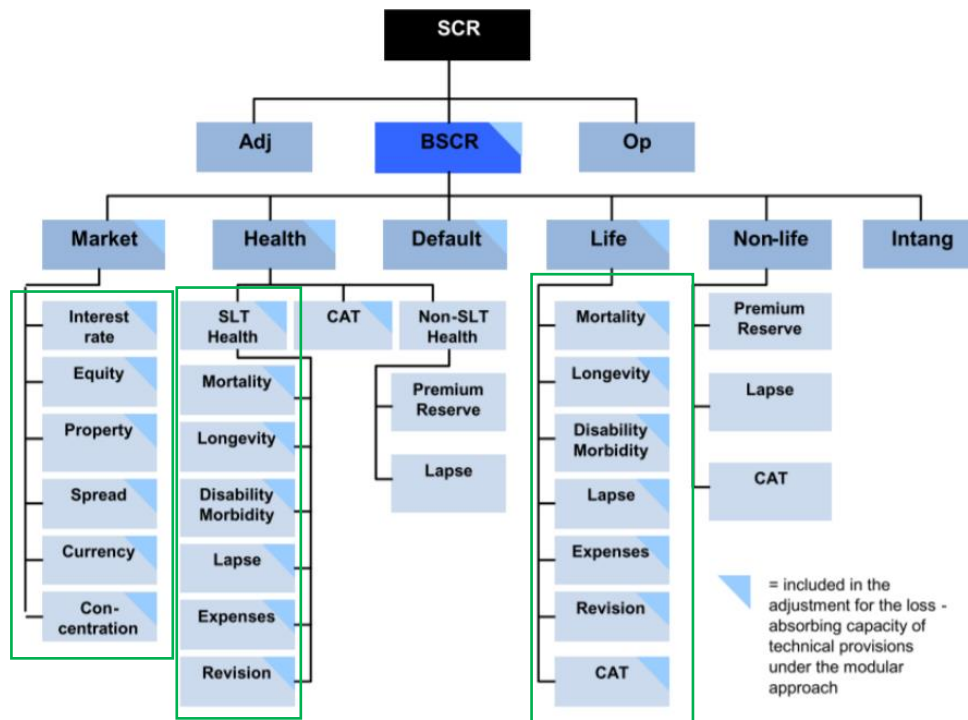 SCR
Adj
BSCR
Op
Market
Health
Default
Life
Non-life
Intang
Interest
rate
Equity
Property
Spread
Currency
Con-
centration
SLT
Health
Mortality
Longevity
Disability
Morbidity
Lapse
Expenses
Revision
CAT
Non-SLT
Health
Premium
Reserve
Lapse
Mortality
Longevity
Disability
Morbidity
Lapse
Expenses
Revision
CAT
Premium
Reserve
Lapse
CAT
= included in the
adjustment for the loss -
absorbing capacity of
technical provisions
under the modular
approach